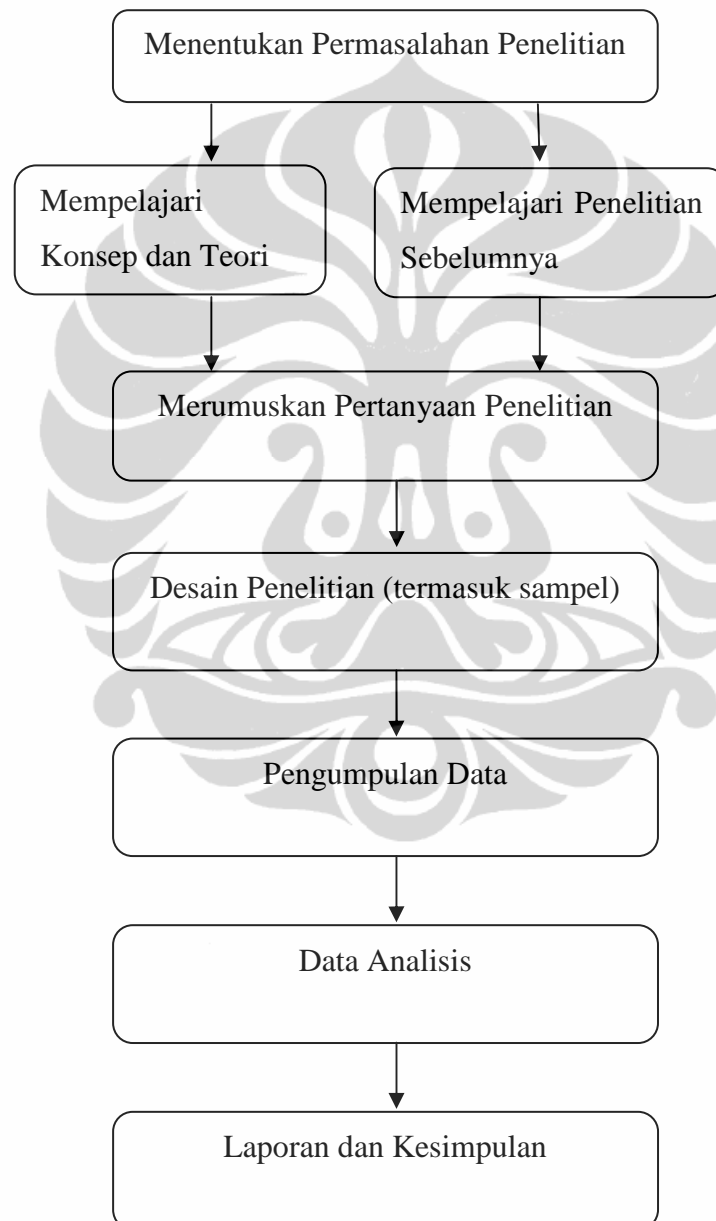 Menentukan Permasalahan Penelitian
Mempelajari
Konsep dan Teori
Mempelajari Penelitian
Sebelumnya
Merumuskan Pertanyaan Penelitian
Desain Penelitian (termasuk sampel)
Pengumpulan Data
Data Analisis
Laporan dan Kesimpulan